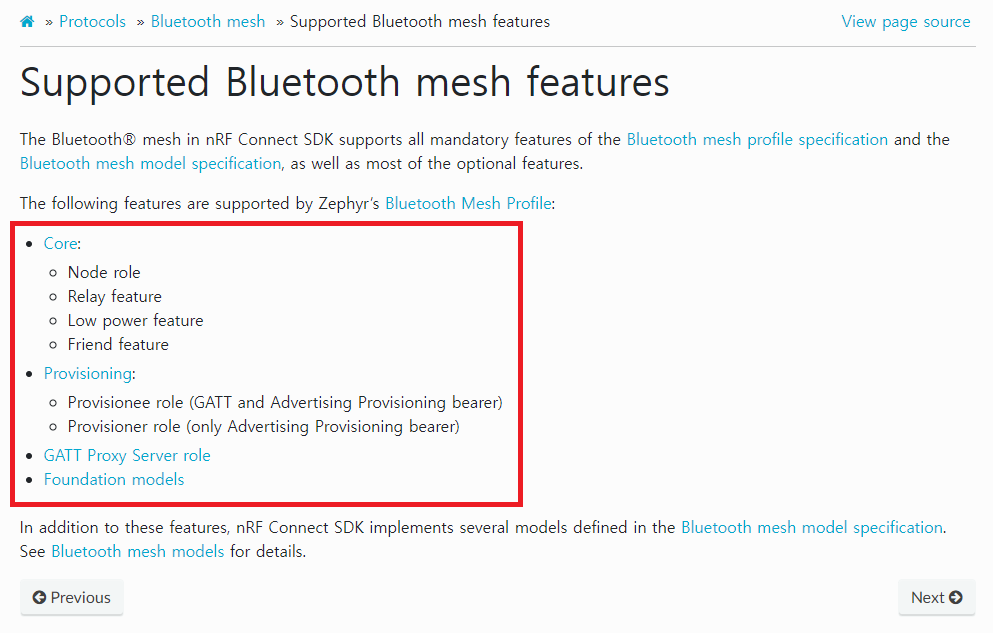 » Protocols » Bluetooth mesh » Supported Bluetooth mesh features View page source
Supported Bluetooth mesh features
The Bluetooth® mesh in nRF Connect SDK supports all mandatory features of the Bluetooth mesh profile specification and the
Bluetooth mesh model specification, as well as most of the optional features.
The following features are supported by Zephyr’s Bluetooth Mesh Profile:
• Core:
◦ Node role
◦ Relay feature
◦ Low power feature
◦ Friend feature
• Provisioning:
◦ Provisionee role (GATT and Advertising Provisioning bearer)
◦ Provisioner role (only Advertising Provisioning bearer)
• GATT Proxy Server role
• Foundation models
In addition to these features, nRF Connect SDK implements several models defined in the Bluetooth mesh model specification.
See Bluetooth mesh models for details.
Previous Next